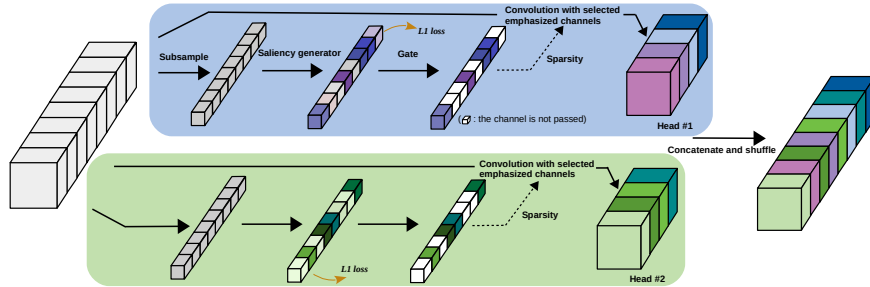 Convolution with selected
emphasized channels
L1 loss
Subsample
Saliency generator
Gate
Sparsity
( : the channel is not passed)
Head #1
Concatenate and shuffle
Convolution with selected
emphasized channels
Sparsity
L1 loss
Head #2